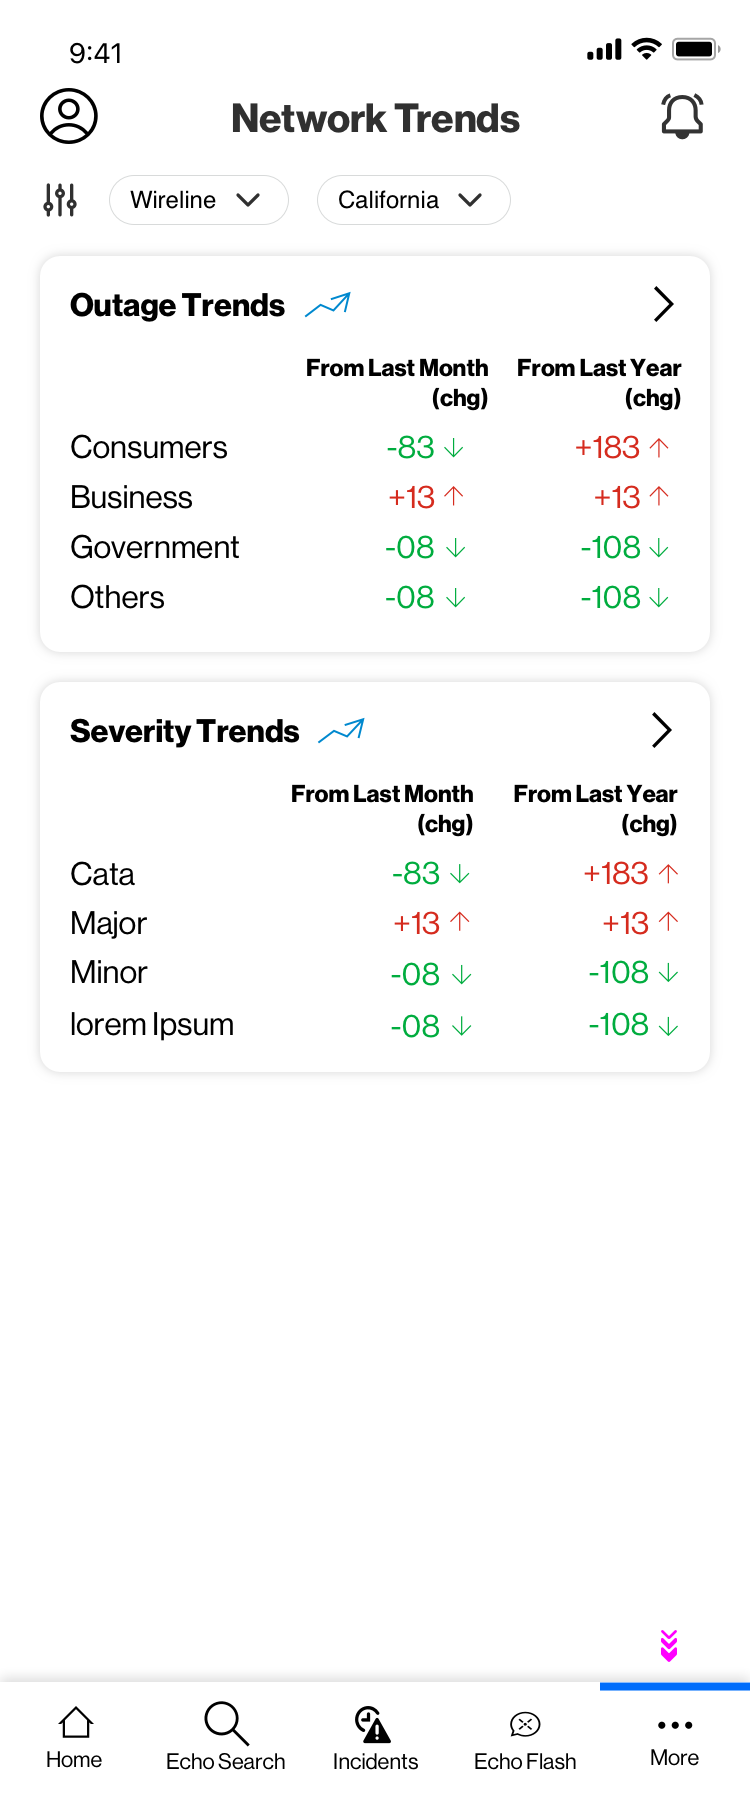 9:41
Network Trends
Wireline
California
Outage Trends
From Last Month From Last Year
(chg) (chg)
Consumers -83 ↓ +183 ↑
Business +13 ↑ +13 ↑
Government -08 ↓ -108 ↓
Others -08 ↓ -108 ↓
Severity Trends
From Last Month From Last Year
(chg) (chg)
Cata -83 ↓ +183 ↑
Major +13 ↑ +13 ↑
Minor -08 ↓ -108 ↓
lorem Ipsum -08 ↓ -108 ↓
Home
Echo Search
Incidents
Echo Flash
More